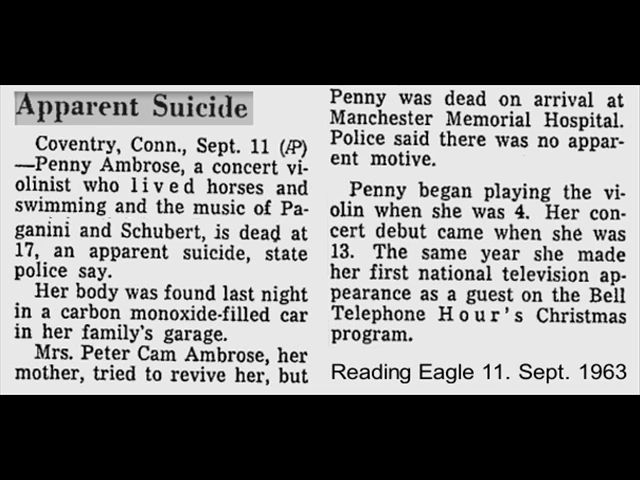 Apparent Suicide
Coventry, Conn., Sept. 11 (AP)
—Penny Ambrose, a concert vi-
olinist who lived horses and
swimming and the music of Pa-
ganini and Schubert, is dead at
17, an apparent suicide, state
police say.
Her body was found last night
in a carbon monoxide-filled car
in her family's garage.
Mrs. Peter Cam Ambrose, her
mother, tried to revive her, but
Penny was dead on arrival at
Manchester Memorial Hospital.
Police said there was no appar-
ent motive.
Penny began playing the vi-
olin when she was 4. Her con-
cert debut came when she was
13. The same year she made
her first national television ap-
pearance as a guest on the Bell
Telephone Hour's Christmas
program.
Reading Eagle 11. Sept. 1963